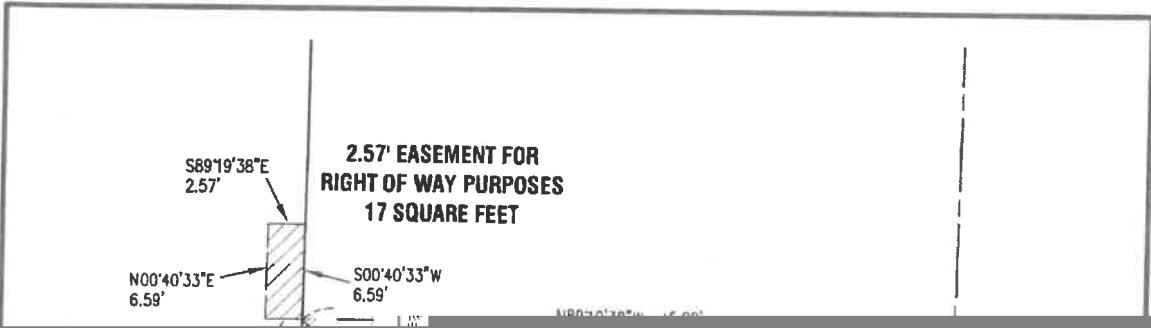 S89°19'38"E
2.57'
2.57' EASEMENT FOR
RIGHT OF WAY PURPOSES
17 SQUARE FEET
N00°40'33"E
6.59'
S00°40'33"W
6.59'